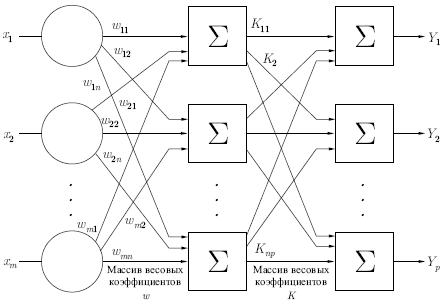 x1 w11 Σ K11 Σ Y1
w12 K2
w1n w21
x2 w22 Σ Σ Y2
w2n
wm1 wm2
xm wmn Σ Knp Σ Yp
Массив весовых Массив весовых
коэффициентов коэффициентов
w K